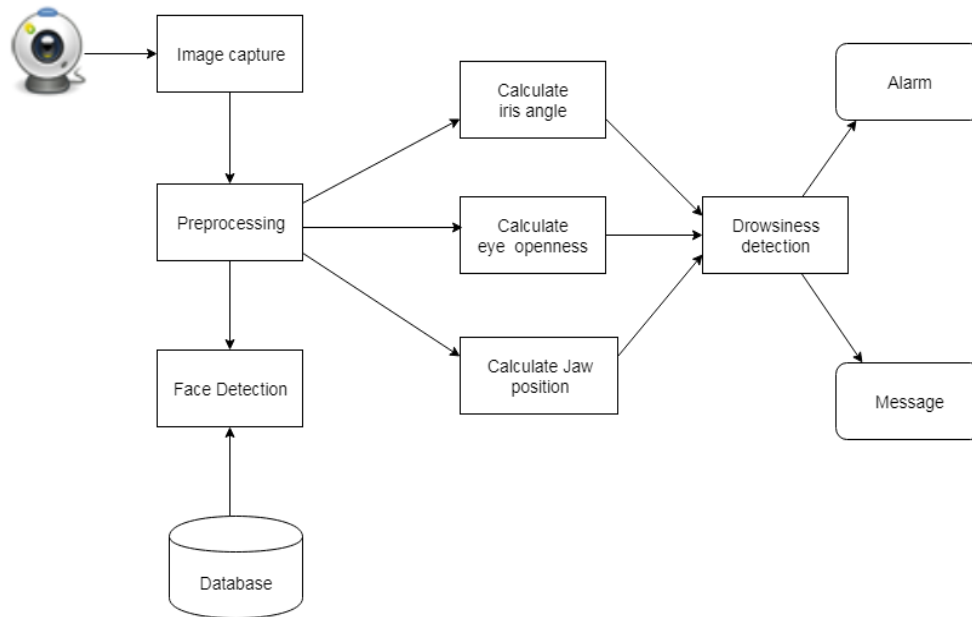 Image capture
Calculate
iris angle
Alarm
Preprocessing
Calculate
eye openness
Drowsiness
detection
Face Detection
Calculate Jaw
position
Message
Database